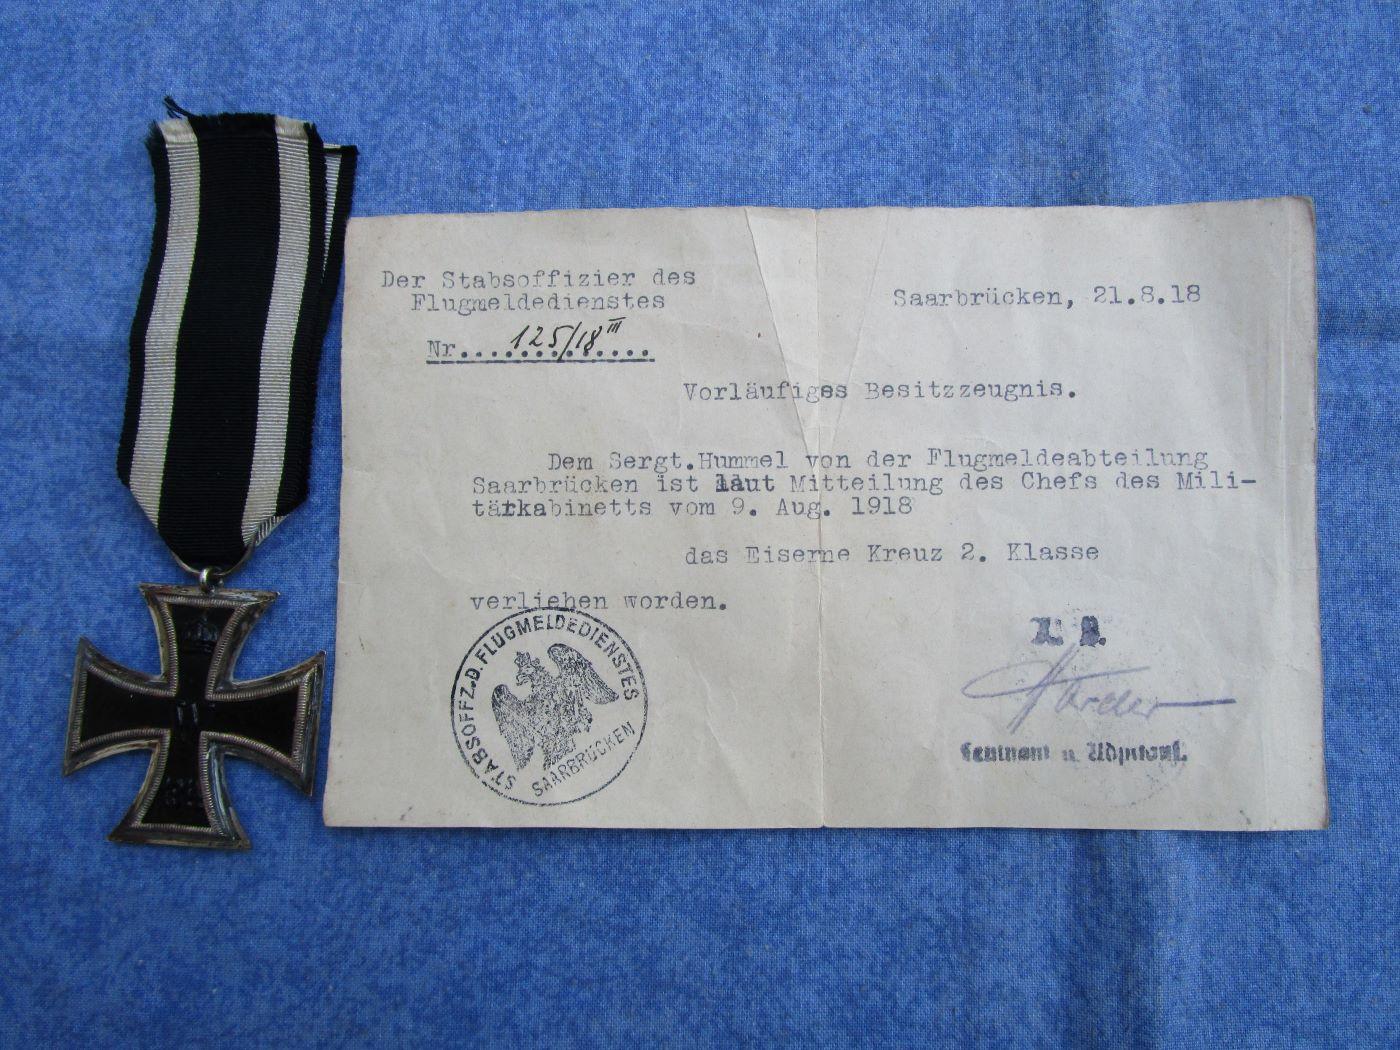 Der Stabsoffizier des
Flugmeldedienstes
Saarbrücken, 21.8.18
Nr. 125/18 III
Vorläufiges Besitzzeugnis.
Dem Sergt.Hummel von der Flugmeldeabteilung
Saarbrücken ist laut Mitteilung des Chefs des Mili-
tärkabinetts vom 9. Aug. 1918
das Eiserne Kreuz 2. Klasse
verliehen worden.
STABSOFFZ.D.FLUGMELDEDIENSTES
SAARBRÜCKEN
Leutnant u. Adjutant.
W